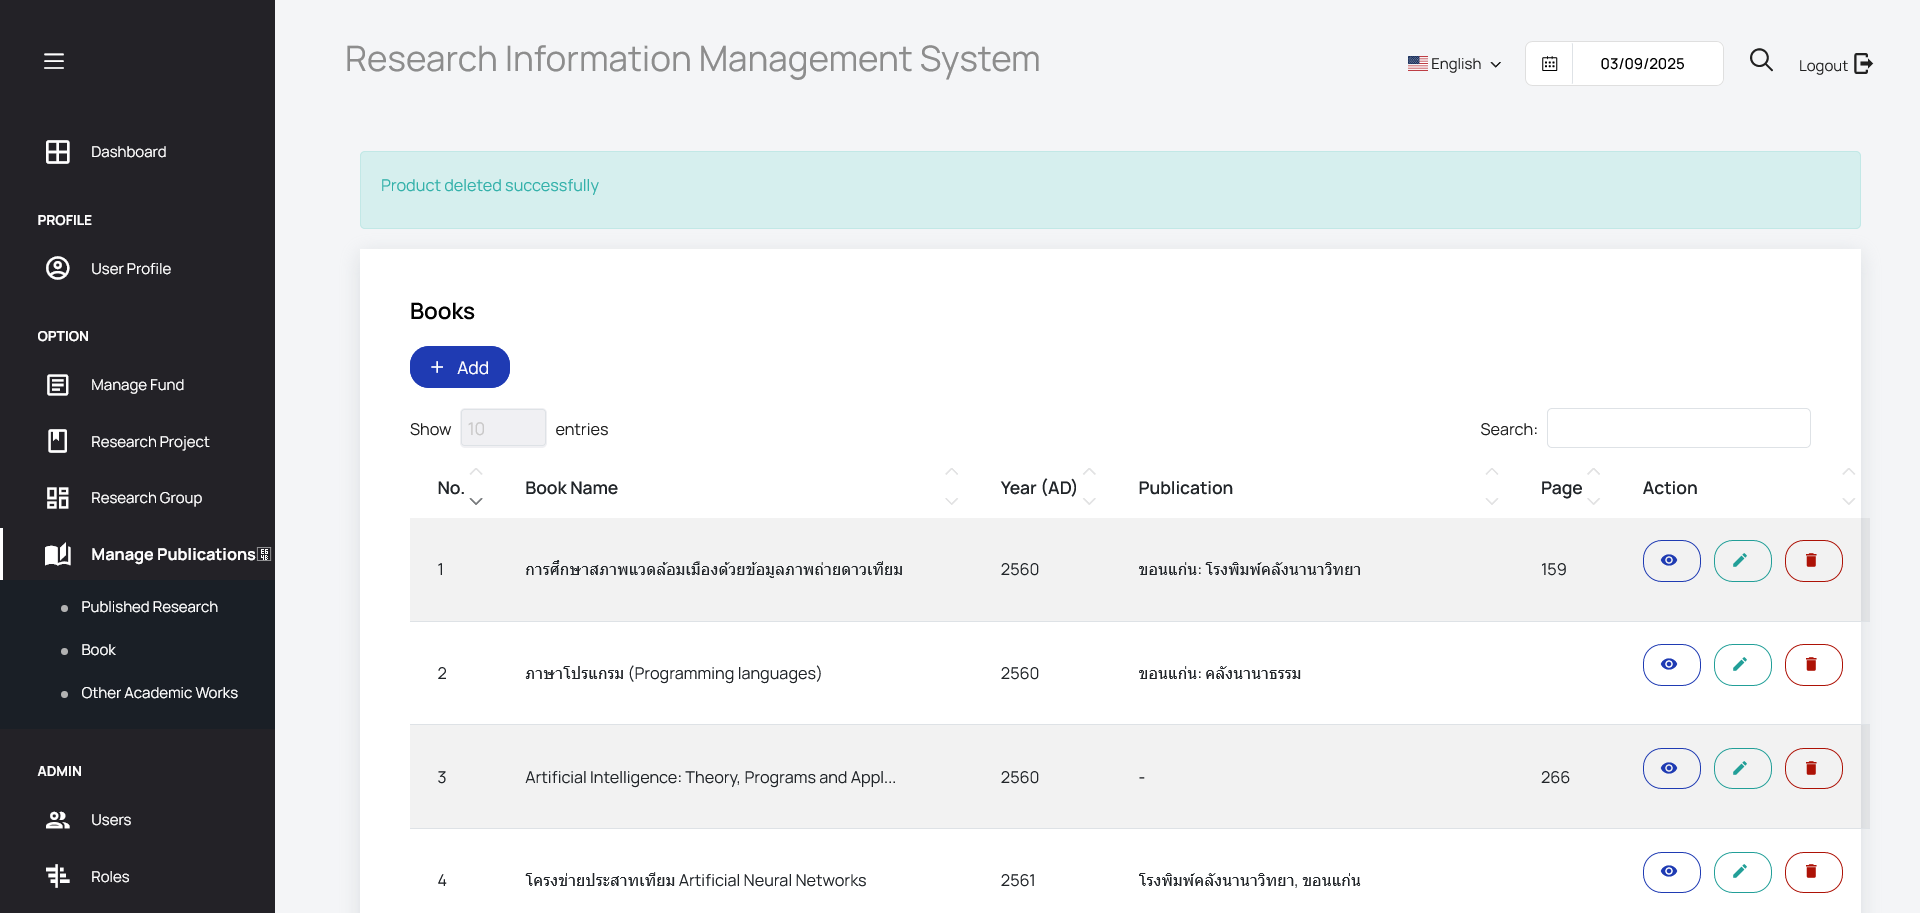 Research Information Management System
English
03/09/2025
Logout
Dashboard
PROFILE
User Profile
OPTION
Manage Fund
Research Project
Research Group
Manage Publications
Published Research
Book
Other Academic Works
ADMIN
Users
Roles
Product deleted successfully
Books
+ Add
Show 10 entries
Search:
No. Book Name Year (AD) Publication Page Action
1 การศึกษาสภาพแวดล้อมเมืองด้วยข้อมูลภาพถ่ายดาวเทียม 2560 ขอนแก่น: โรงพิมพ์คลังนานาวิทยา 159
2 ภาษาโปรแกรม (Programming languages) 2560 ขอนแก่น: คลังนานาธรรม
3 Artificial Intelligence: Theory, Programs and Appl... 2560 - 266
4 โครงข่ายประสาทเทียม Artificial Neural Networks 2561 โรงพิมพ์คลังนานาวิทยา, ขอนแก่น